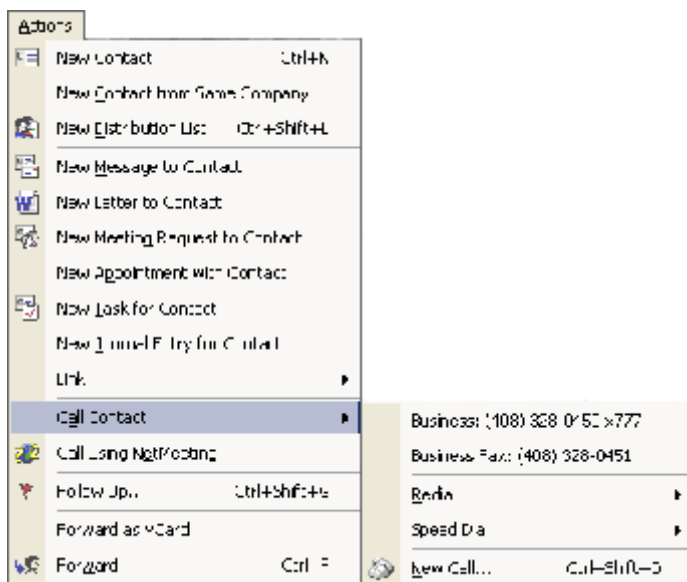 Actions
New Contact Ctrl+N
New Contact from Same Company
New Distribution List Ctrl+Shift+L
New Message to Contact
New Letter to Contact
New Meeting Request to Contact
New Appointment with Contact
New Task for Contact
New Journal Entry for Contact
Link
Call Contact
Call Using NetMeeting
Follow Up... Ctrl+Shift+G
Forward as vCard
Forward Ctrl+F
Business: (408) 328-0450 x777
Business Fax: (408) 328-0451
Redial
Speed Dial
New Call... Ctrl+Shift+D